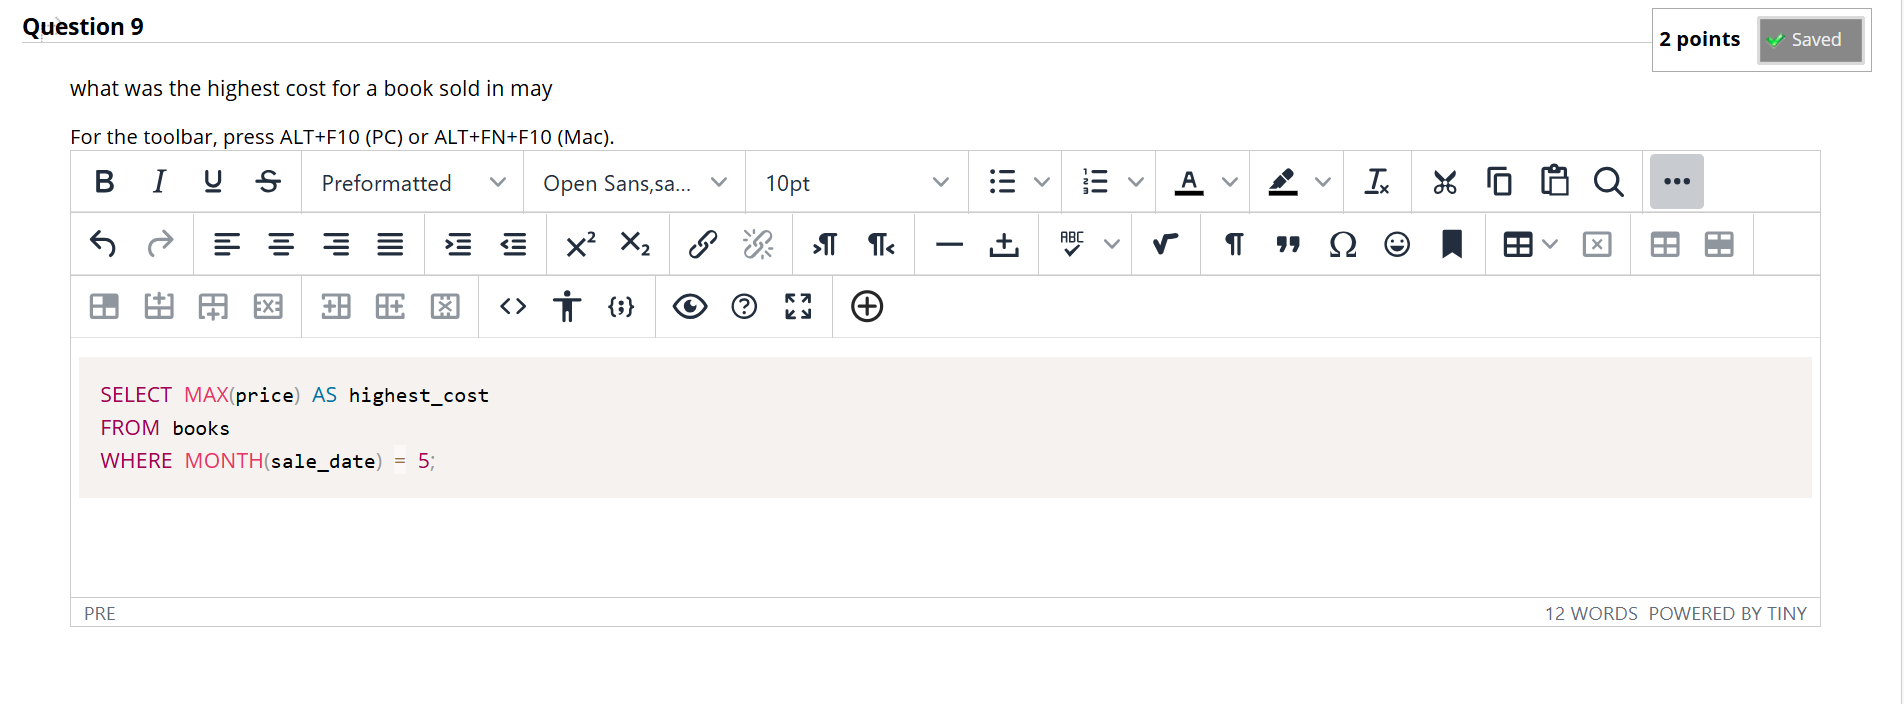 Question 9
2 points
Saved
what was the highest cost for a book sold in may
For the toolbar, press ALT+F10 (PC) or ALT+FN+F10 (Mac).
B I U S Preformatted Open Sans,sa... 10pt
ABC
SELECT MAX(price) AS highest_cost
FROM books
WHERE MONTH(sale_date) = 5;
PRE
12 WORDS POWERED BY TINY